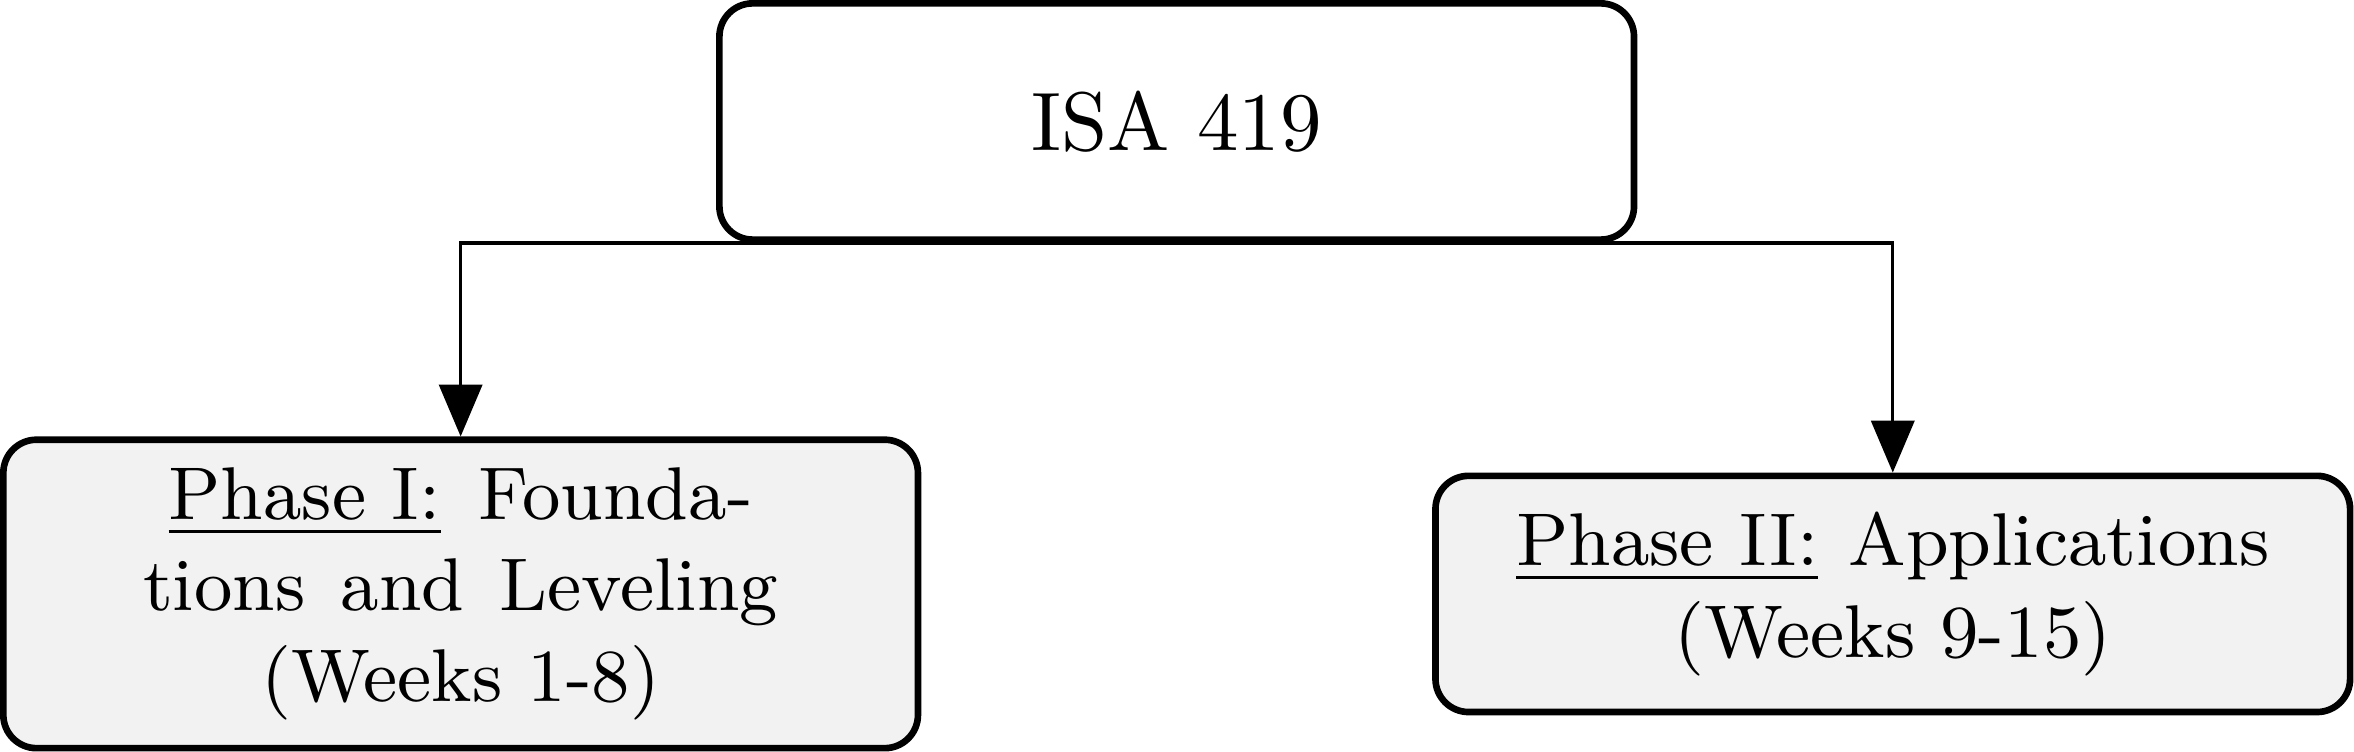 ISA 419
Phase I: Founda-
tions and Leveling
(Weeks 1-8)
Phase II: Applications
(Weeks 9-15)